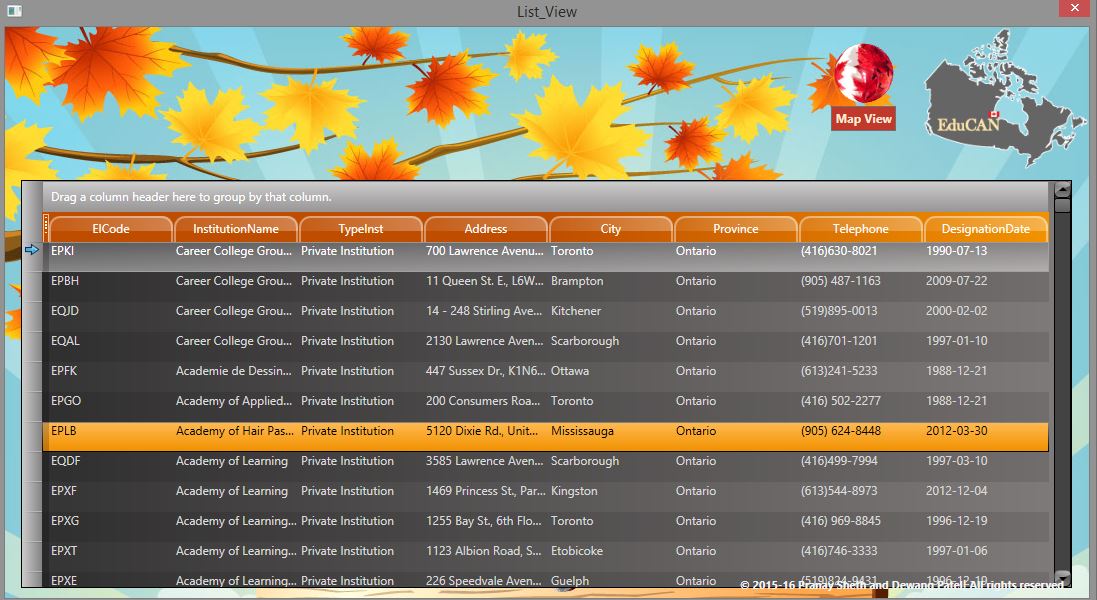 List_View
Map View
EduCAN
Drag a column header here to group by that column.
EICode InstitutionName TypeInst Address City Province Telephone DesignationDate
EPKI Career College Grou... Private Institution 700 Lawrence Avenu... Toronto Ontario (416)630-8021 1990-07-13
EPBH Career College Grou... Private Institution 11 Queen St. E., L6W... Brampton Ontario (905) 487-1163 2009-07-22
EQJD Career College Grou... Private Institution 14 - 248 Stirling Ave... Kitchener Ontario (519)895-0013 2000-02-02
EQAL Career College Grou... Private Institution 2130 Lawrence Aven... Scarborough Ontario (416)701-1201 1997-01-10
EPFK Academie de Dessin... Private Institution 447 Sussex Dr., K1N6... Ottawa Ontario (613)241-5233 1988-12-21
EPGO Academy of Applied... Private Institution 200 Consumers Roa... Toronto Ontario (416) 502-2277 1988-12-21
EPLB Academy of Hair Pas... Private Institution 5120 Dixie Rd., Unit... Mississauga Ontario (905) 624-8448 2012-03-30
EQDF Academy of Learning Private Institution 3585 Lawrence Aven... Scarborough Ontario (416)499-7994 1997-03-10
EPXF Academy of Learning Private Institution 1469 Princess St., Par... Kingston Ontario (613)544-8973 2012-12-04
EPXG Academy of Learning... Private Institution 1255 Bay St., 6th Flo... Toronto Ontario (416) 969-8845 1996-12-19
EPXT Academy of Learning... Private Institution 1123 Albion Road, S... Etobicoke Ontario (416)746-3333 1997-01-06
EPXE Academy of Learning... Private Institution 226 Speedvale Aven... Guelph Ontario (519)824-9431 1996-12-19
© 2015-16 Pranay Sheth and Dewang Patel! All rights reserved